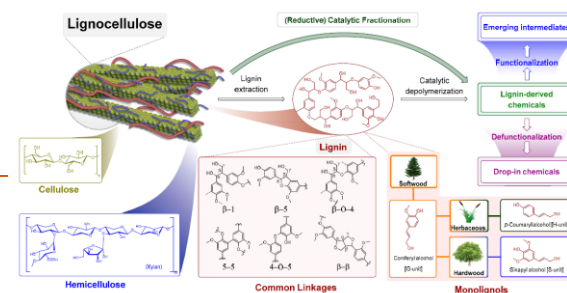 Lignocellulose
(Reductive) Catalytic Fractionation
Emerging intermediates
Functionalization
Lignin
extraction
Catalytic
depolymerization
Lignin-derived
chemicals
Defunctionalization
Drop-in chemicals
Lignin
Cellulose
β–1
β–5
β–O–4
5–5
4–O–5
β–β
Common Linkages
(Xylan)
Hemicellulose
Softwood
Coniferyl alcohol
[G-unit]
Herbaceous
p-Coumaryl alcohol [H-unit]
Hardwood
Sinapyl alcohol [S-unit]
Monolignols